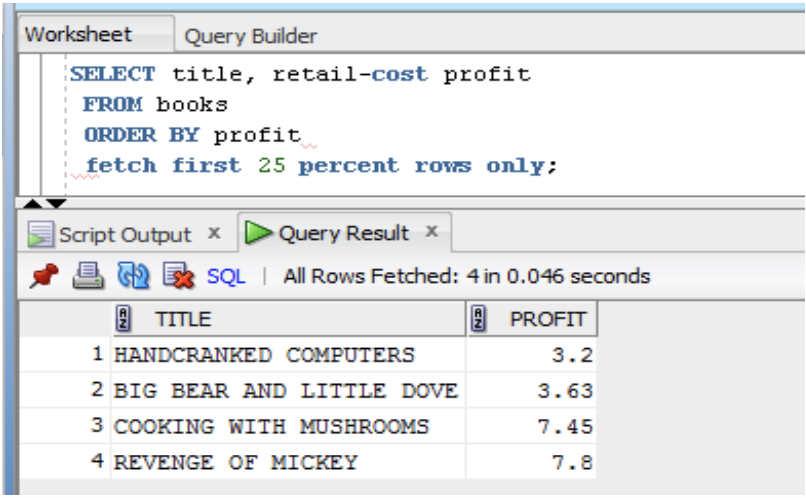 Worksheet Query Builder
SELECT title, retail-cost profit
FROM books
ORDER BY profit
fetch first 25 percent rows only;
Script Output x Query Result x
SQL | All Rows Fetched: 4 in 0.046 seconds
TITLE PROFIT
1 HANDCRANKED COMPUTERS 3.2
2 BIG BEAR AND LITTLE DOVE 3.63
3 COOKING WITH MUSHROOMS 7.45
4 REVENGE OF MICKEY 7.8